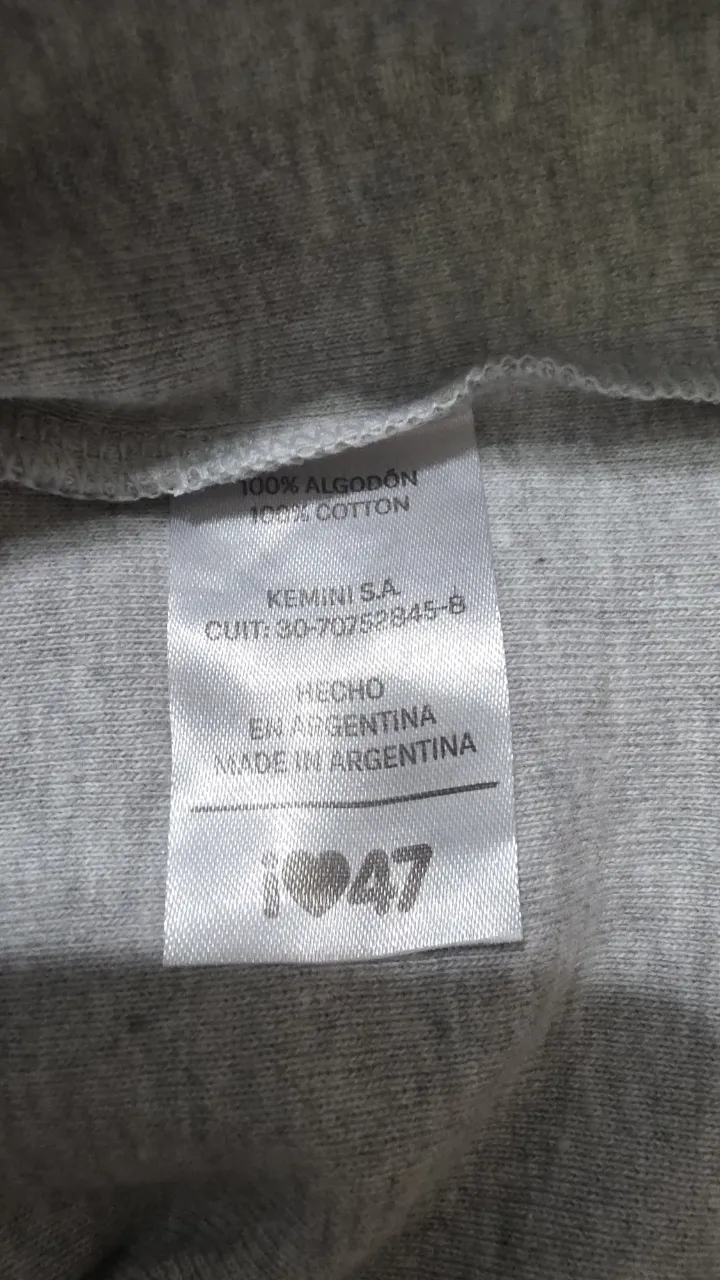 100% ALGODÓN
100% COTTON
KEMINI S.A.
CUIT: 30-70752845-8
HECHO
EN ARGENTINA
MADE IN ARGENTINA
i♥47